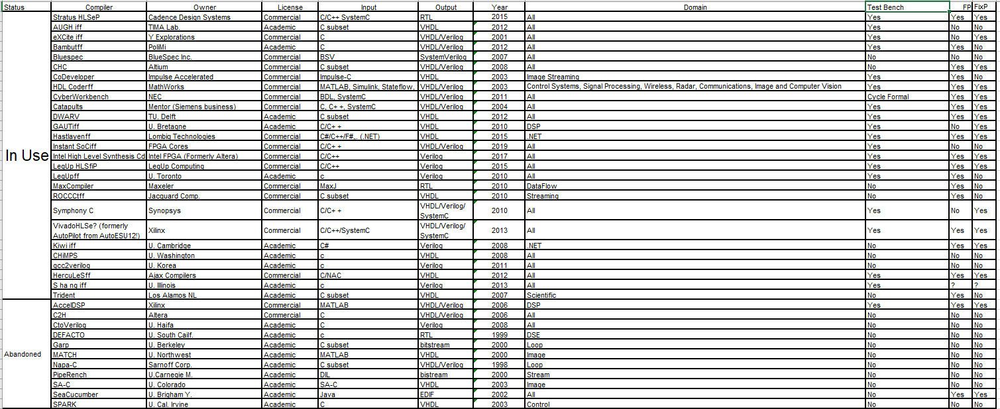 Status Compiler Owner License Input Output Year Domain Test Bench FP FixP
Stratus HLSeP Cadence Design Systems Commercial C/C++ SystemC RTL 2015 All Yes Yes Yes
AUGH iff TIMA Lab. Academic C subset VHDL 2012 All Yes No No
eXCite iff Y Explorations Commercial C VHDL/Verilog 2001 All Yes No Yes
Bambutff PoliMi Academic C VHDL/Verilog 2012 All Yes Yes No
Bluespec BlueSpec Inc. Commercial BSV SystemVerilog 2007 All No No No
CHC Altium Commercial C subset VHDL/Verilog 2008 All No Yes Yes
CoDeveloper Impulse Accelerated Commercial Impulse-C VHDL 2003 Image Streaming Yes Yes No
HDL Coderff MathWorks Commercial MATLAB, Simulink, Stateflow, VHDL/Verilog 2003 Control Systems, Signal Processing, Wireless, Radar, Communications, Image and Computer Vision Yes Yes Yes
CyberWorkbench NEC Commercial BDL, SystemC VHDL/Verilog 2011 All Cycle Formal Yes Yes
Catapults Mentor (Siemens business) Commercial C, C+ +, SystemC VHDL/Verilog 2004 All Yes Yes Yes
DWARV TU. Delft Academic C subset VHDL 2012 All Yes Yes Yes
GAUTiff U. Bretagne Academic C/C+ + VHDL 2010 DSP Yes No Yes
Hastlayenff Lombiq Technologies Commercial C#/C++/F#,. (.NET) VHDL 2015 .NET Yes Yes Yes
Instant SoCiff FPGA Cores Commercial C/C+ + VHDL/Verilog 2019 All Yes No No
In Use
Intel High Level Synthesis Cd Intel FPGA (Formerly Altera) Commercial C/C++ Verilog 2017 All Yes Yes Yes
LegUp HLSfiP LegUp Computing Commercial C/C++ Verilog 2015 All Yes Yes Yes
LegUpff U. Toronto Academic c Verilog 2010 All Yes Yes No
MaxCompiler Maxeler Commercial MaxJ RTL 2010 DataFlow No Yes No
ROCCCtff Jacquard Comp. Commercial C subset VHDL 2010 Streaming No Yes No
Symphony C Synopsys Commercial C/C+ + VHDL/Verilog/
SystemC 2010 All Yes No Yes
VivadoHLSe? (formerly
AutoPilot from AutoESU12!) Xilinx Commercial C/C++/SystemC VHDL/Verilog/
SystemC 2013 All Yes Yes Yes
Kiwi iff U. Cambridge Academic C# Verilog 2008 .NET No Yes Yes
CHiMPS U. Washington Academic c VHDL 2008 All No No No
gcc2verilog U. Korea Academic c Verilog 2011 All No No No
HercuLeSff Ajax Compilers Commercial C/NAC VHDL 2012 All Yes Yes Yes
S ha ng iff U. Illinois Academic c Verilog 2013 All Yes ? ?
Trident Los Alamos NL Academic C subset VHDL 2007 Scientific No Yes No
AccelDSP Xilinx Commercial MATLAB VHDL/Verilog 2006 DSP Yes Yes Yes
C2H Altera Commercial C VHDL/Verilog 2006 All No No No
CtoVerilog U. Haifa Academic C Verilog 2008 All No No No
DEFACTO U. South Cailf. Academic c RTL 1999 DSE No No No
Garp U. Berkeley Academic C subset bitstream 2000 Loop No No No
Abandoned MATCH U. Northwest Academic MATLAB VHDL 2000 Image No No No
Napa-C Sarnoff Corp. Academic C subset VHDL/Verilog 1998 Loop No No No
PipeRench U.Carnegie M. Academic DIL bistream 2000 Stream No No No
SA-C U. Colorado Academic SA-C VHDL 2003 Image No No No
SeaCucumber U. Brigham Y. Academic Java EDIF 2002 All No Yes Yes
SPARK U. Cal. Irvine Academic C VHDL 2003 Control No No No